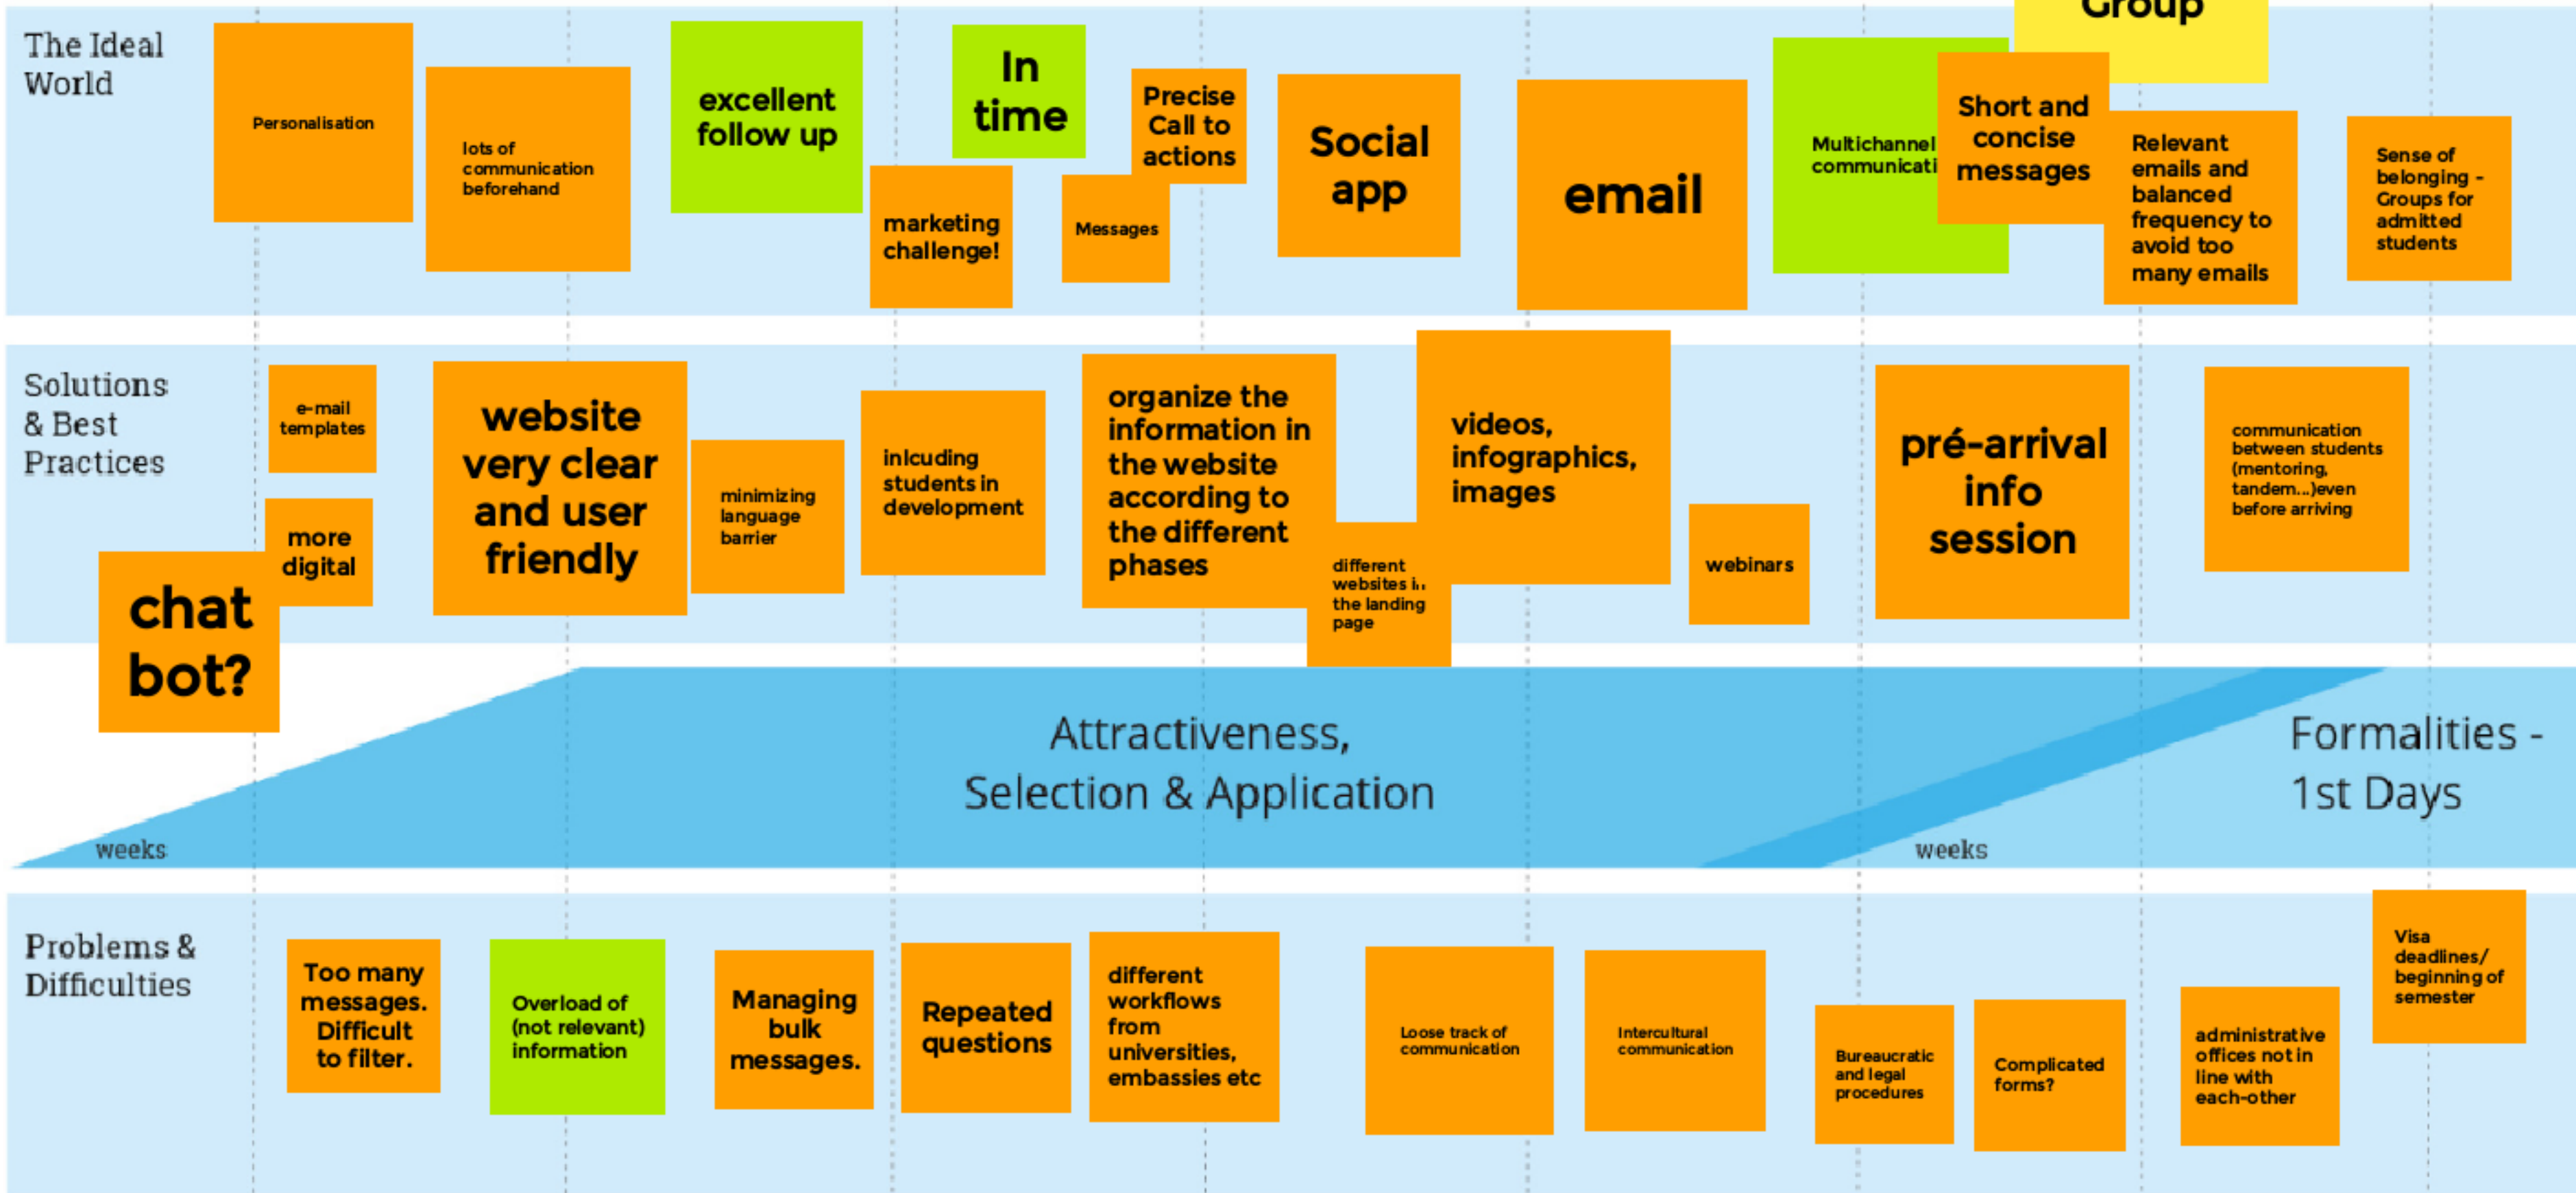 Group
The Ideal
World
Personalisation
lots of
communication
beforehand
excellent
follow up
In
time
marketing
challenge!
Messages
Precise
Call to
actions
Social
app
email
Multichannel
communicati
Short and
concise
messages
Relevant
emails and
balanced
frequency to
avoid too
many emails
Sense of
belonging -
Groups for
admitted
students
Solutions
& Best
Practices
e-mail
templates
more
digital
chat
bot?
website
very clear
and user
friendly
minimizing
language
barrier
inlcuding
students in
development
organize the
information in
the website
according to
the different
phases
different
websites in
the landing
page
videos,
infographics,
images
webinars
pré-arrival
info
session
communication
between students
(mentoring,
tandem...)even
before arriving
Attractiveness,
Selection & Application
weeks
Formalities -
1st Days
weeks
Problems &
Difficulties
Too many
messages.
Difficult
to filter.
Overload of
(not relevant)
information
Managing
bulk
messages.
Repeated
questions
different
workflows
from
universities,
embassies etc
Loose track of
communication
Intercultural
communication
Bureaucratic
and legal
procedures
Complicated
forms?
administrative
offices not in
line with
each-other
Visa
deadlines/
beginning of
semester